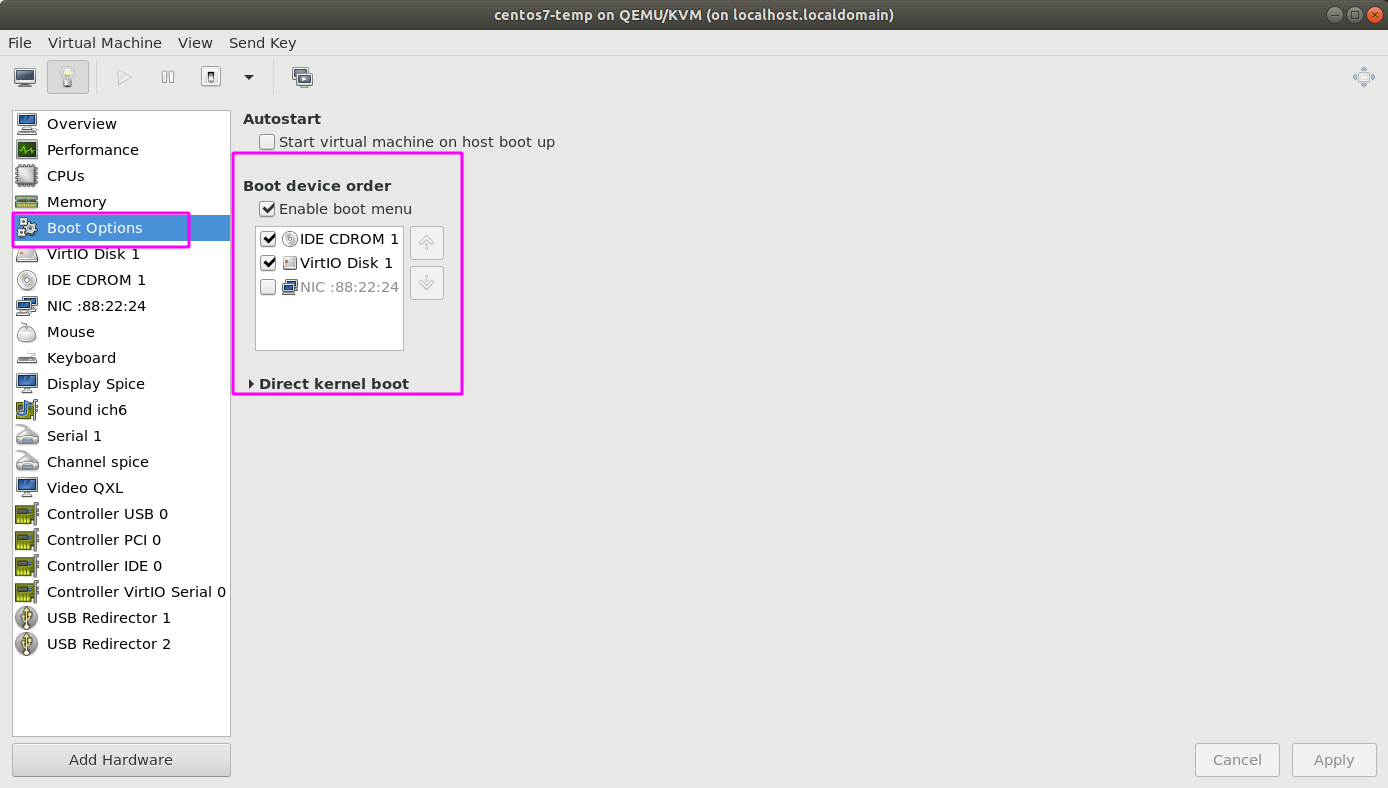 centos7-temp on QEMU/KVM (on localhost.localdomain)
File Virtual Machine View Send Key
Overview
Performance
CPUs
Memory
Boot Options
VirtIO Disk 1
IDE CDROM 1
NIC :88:22:24
Mouse
Keyboard
Display Spice
Sound ich6
Serial 1
Channel spice
Video QXL
Controller USB 0
Controller PCI 0
Controller IDE 0
Controller VirtIO Serial 0
USB Redirector 1
USB Redirector 2
Add Hardware
Autostart
Start virtual machine on host boot up
Boot device order
Enable boot menu
IDE CDROM 1
VirtIO Disk 1
NIC :88:22:24
Direct kernel boot
Cancel Apply